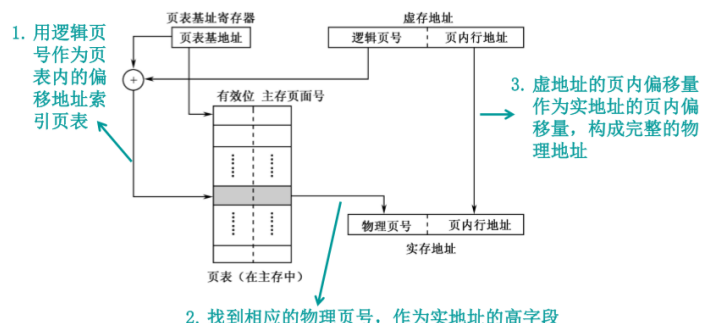 页表基址寄存器
虚存地址
1. 用逻辑页
号作为页
表内的偏
移地址索
引页表
页表基地址
逻辑页号
页内行地址
+
有效位 主存页面号
3. 虚地址的页内偏移量
作为实地址的页内偏
移量，构成完整的物
理地址
物理页号
页内行地址
实存地址
页表（在主存中）
2. 找到相应的物理页号，作为实地址的高字段